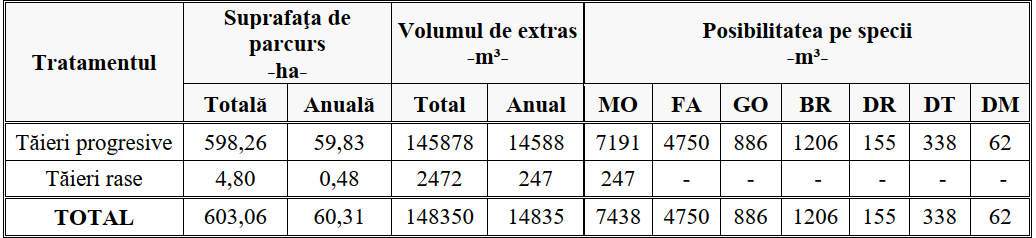 Tratamentul Suprafaţa de parcurs -ha- Volumul de extras -m³- Posibilitatea pe specii -m³-
Totală Anuală Total Anual MO FA GO BR DR DT DM
Tăieri progresive 598,26 59,83 145878 14588 7191 4750 886 1206 155 338 62
Tăieri rase 4,80 0,48 2472 247 247 - - - - - -
TOTAL 603,06 60,31 148350 14835 7438 4750 886 1206 155 338 62